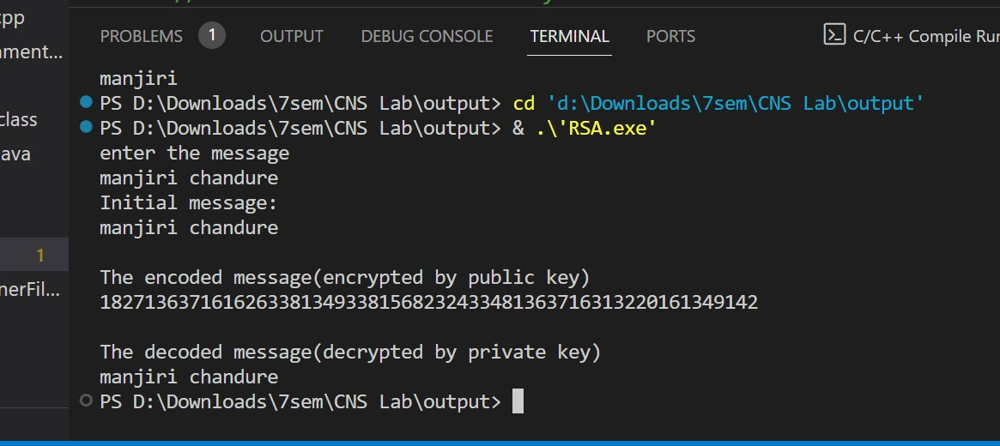 cpp
PROBLEMS 1 OUTPUT DEBUG CONSOLE TERMINAL PORTS C/C++ Compile Run
ment...
manjiri
PS D:\Downloads\7sem\CNS Lab\output> cd 'd:\Downloads\7sem\CNS Lab\output'
class
PS D:\Downloads\7sem\CNS Lab\output> & .\'RSA.exe'
ava
enter the message
manjiri chandure
Initial message:
manjiri chandure
1
The encoded message(encrypted by public key)
nerFil...
18271363716162633813493381568232433481363716313220161349142
The decoded message(decrypted by private key)
manjiri chandure
PS D:\Downloads\7sem\CNS Lab\output>